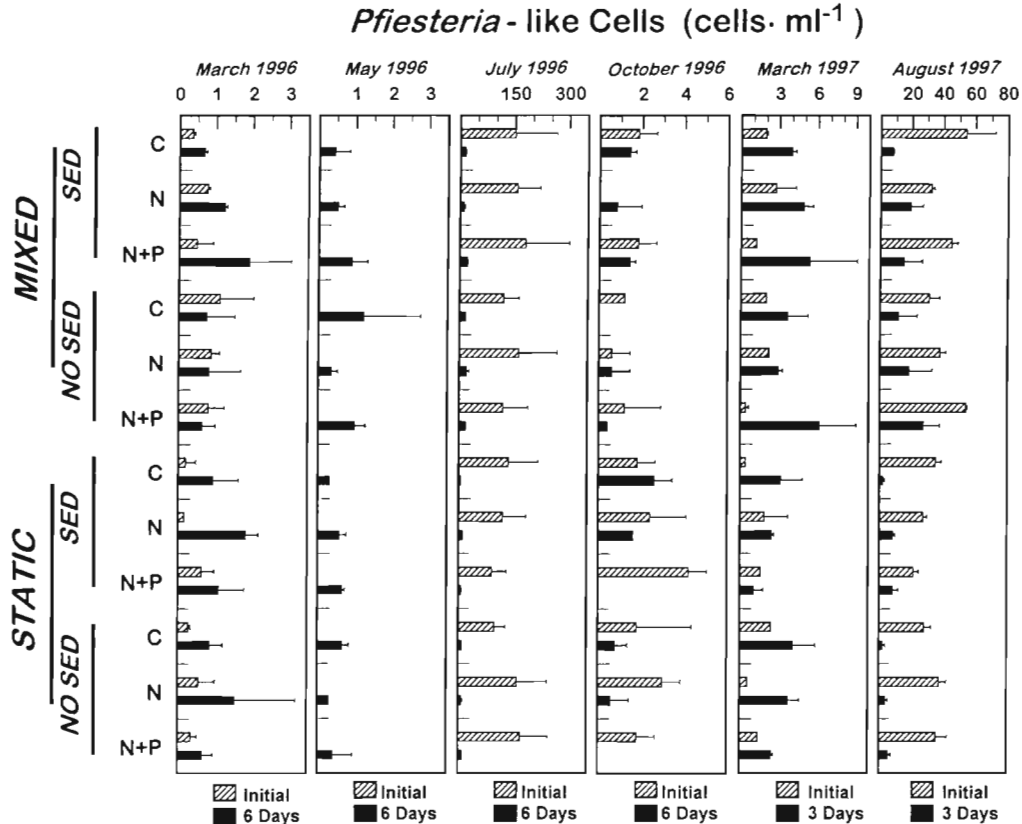 Pfiesteria - like Cells (cells· ml-1)
March 1996 May 1996 July 1996 October 1996 March 1997 August 1997
0 1 2 3 1 2 3 150 300 2 4 6 3 6 9 20 40 60 80
MIXED
SED
C
N
N+P
NO SED
C
N
N+P
STATIC
SED
C
N
N+P
NO SED
C
N
N+P
Initial Initial Initial Initial Initial Initial
6 Days 6 Days 6 Days 6 Days 3 Days 3 Days